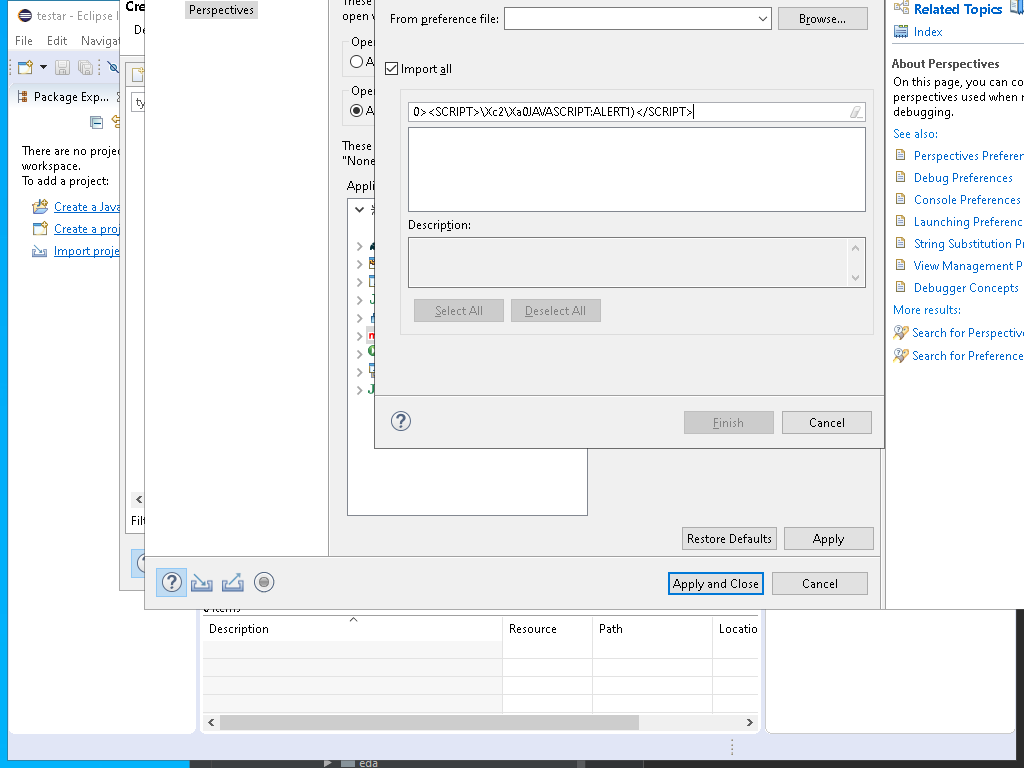 testar - Eclipse I
File Edit Navigat
Package Exp...
There are no projec
workspace.
To add a project:
Create a Java
Create a proj
Import proje
Cre
De
ty
Filt
Perspectives
These
open w
Ope
A
Ope
A
These
"None
Appli
From preference file:
Browse...
Import all
0><SCRIPT>\Xc2\Xa0JAVASCRIPT:ALERT1)</SCRIPT>
Description:
Select All
Deselect All
Finish
Cancel
Restore Defaults
Apply
Apply and Close
Cancel
Related Topics
Index
About Perspectives
On this page, you can co
perspectives used when r
debugging.
See also:
Perspectives Preferen
Debug Preferences
Console Preferences
Launching Preferenc
String Substitution Pr
View Management P
Debugger Concepts
More results:
Search for Perspective
Search for Preference
0 items
Description
Resource
Path
Locatio
eda